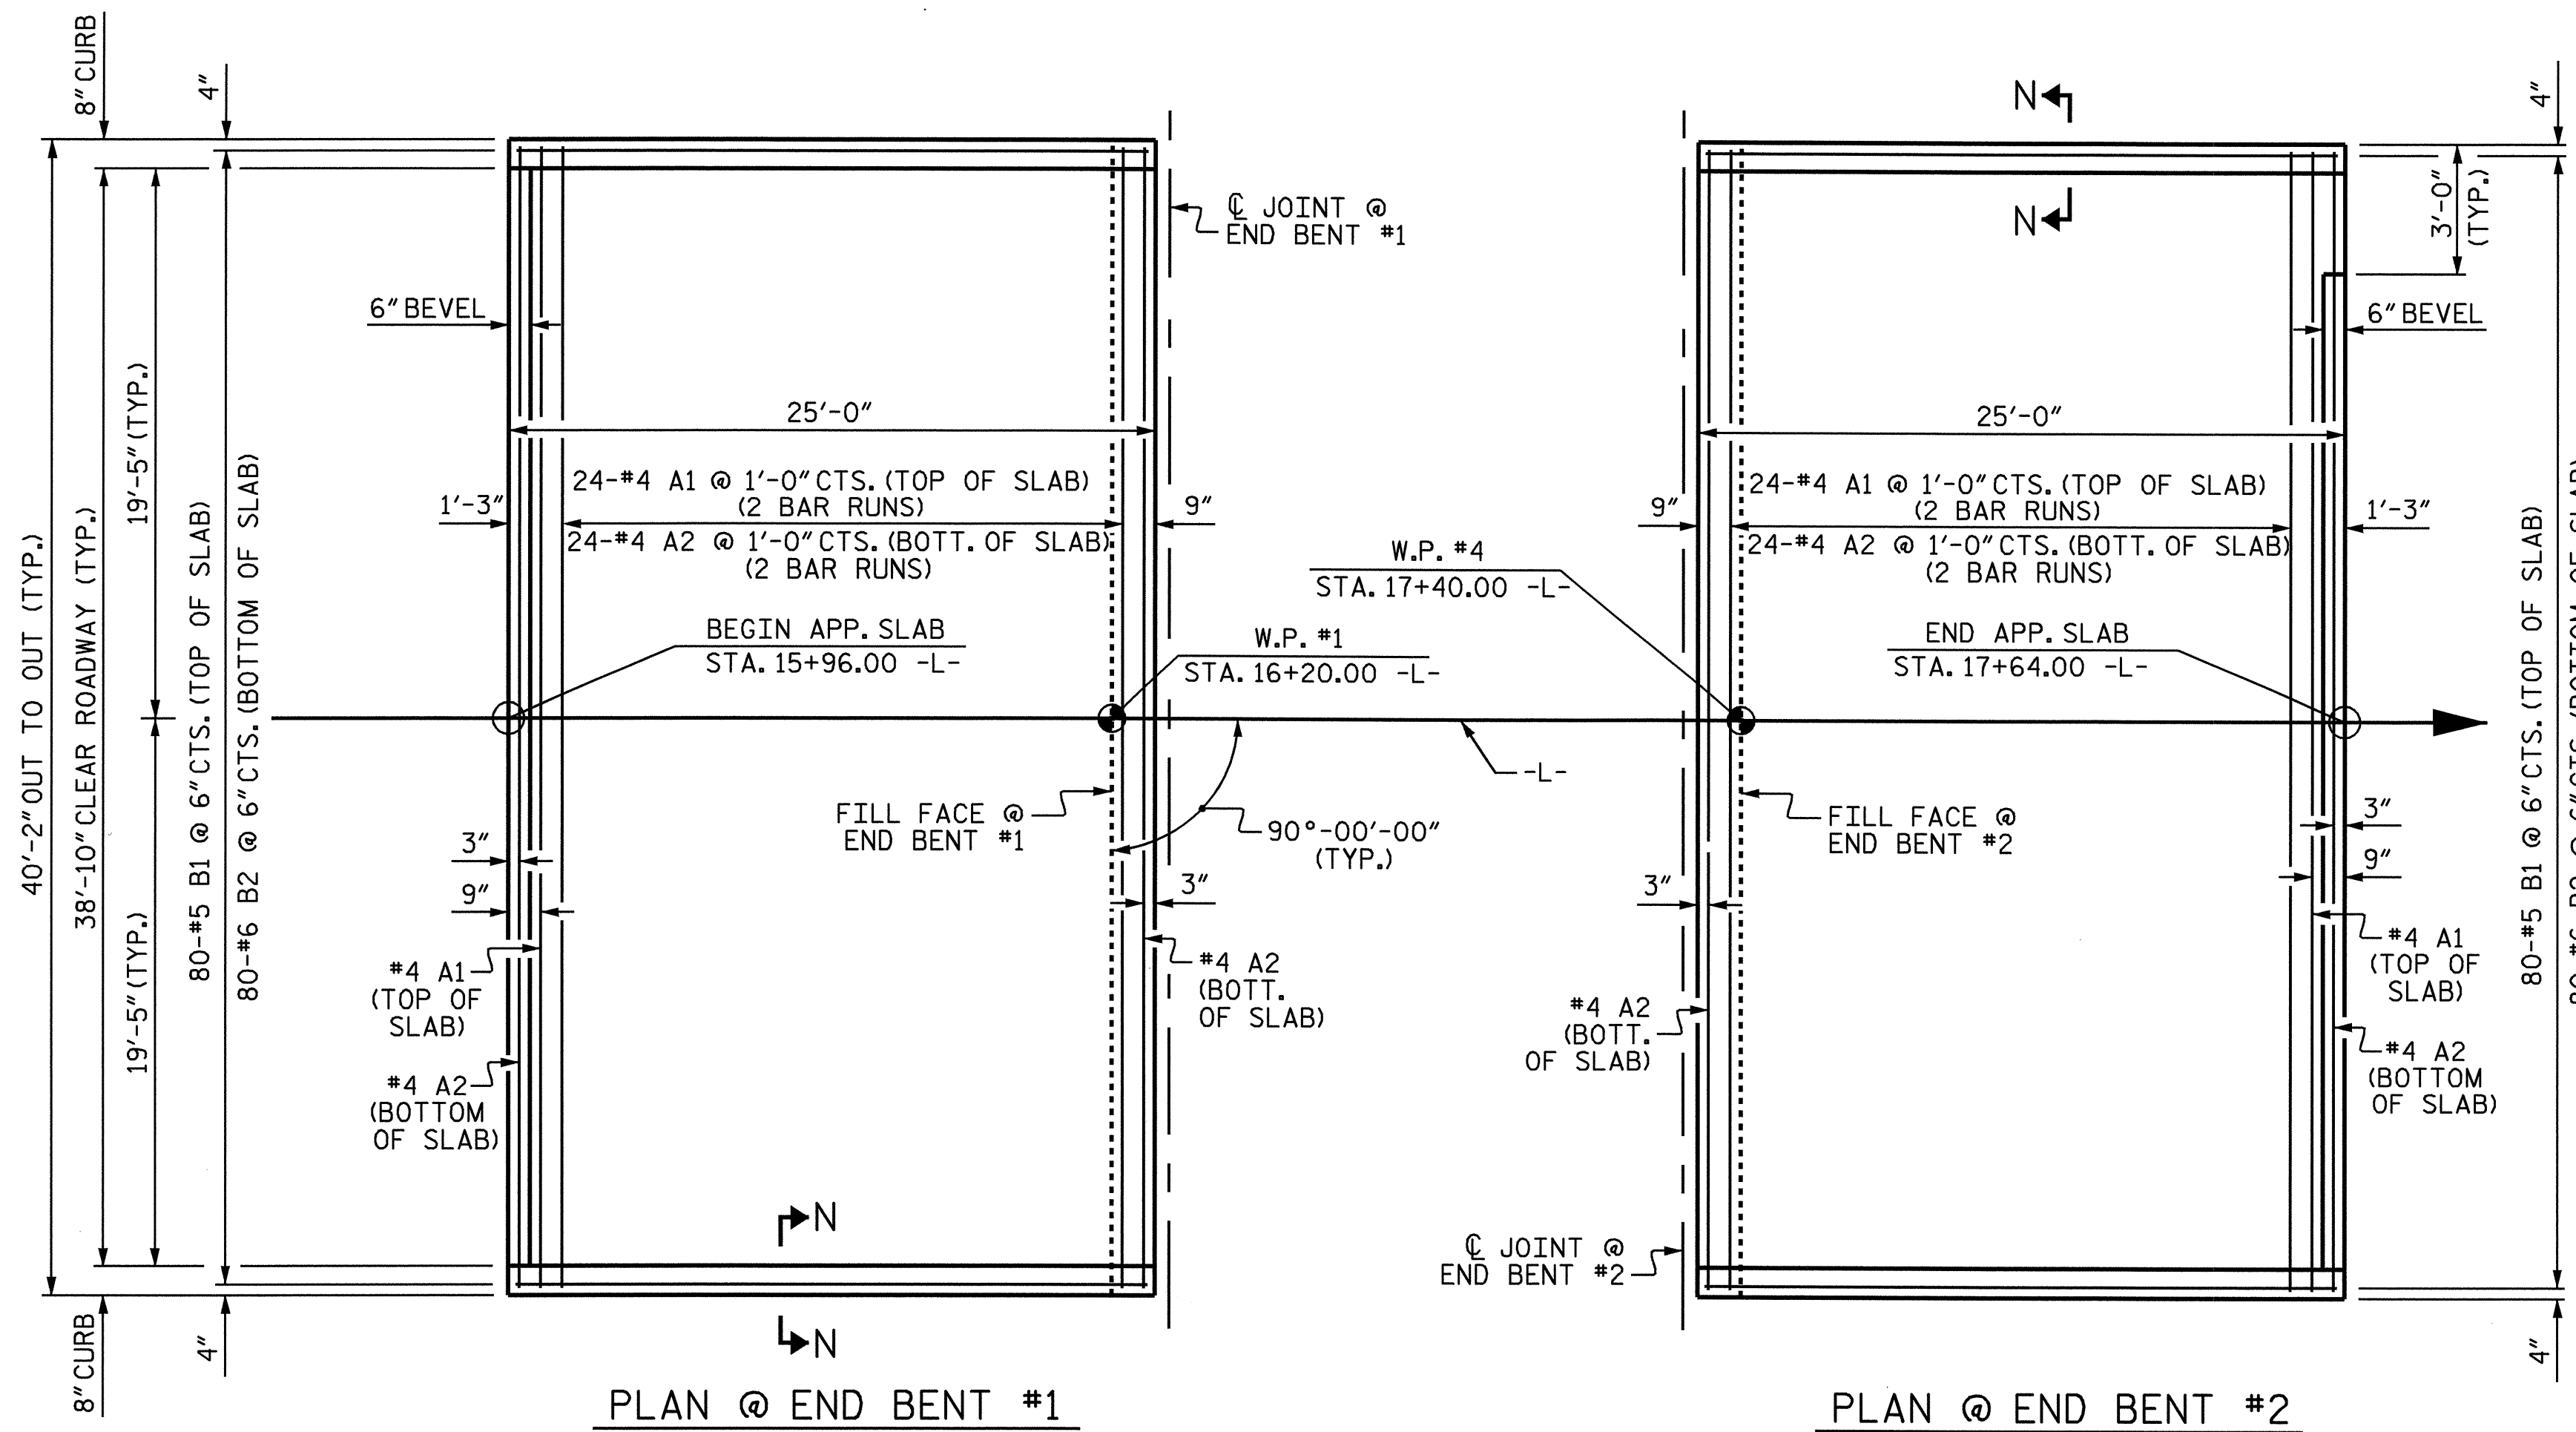 8" CURB
4"
40'-2" OUT TO OUT (TYP.)
38'-10" CLEAR ROADWAY (TYP.)
19'-5" (TYP.)
19'-5" (TYP.)
80-#5 B1 @ 6" CTS. (TOP OF SLAB)
80-#6 B2 @ 6" CTS. (BOTTOM OF SLAB)
8" CURB
4"
6" BEVEL
25'-0"
1'-3"
24-#4 A1 @ 1'-0" CTS. (TOP OF SLAB)
(2 BAR RUNS)
24-#4 A2 @ 1'-0" CTS. (BOTT. OF SLAB)
(2 BAR RUNS)
9"
BEGIN APP. SLAB
STA. 15+96.00 -L-
℄ JOINT @
END BENT #1
W.P. #4
STA. 17+40.00 -L-
W.P. #1
STA. 16+20.00 -L-
-L-
FILL FACE @
END BENT #1
90°-00'-00"
(TYP.)
3"
9"
3"
#4 A1
(TOP OF
SLAB)
#4 A2
(BOTTOM
OF SLAB)
#4 A2
(BOTT.
OF SLAB)
N
N
PLAN @ END BENT #1
N
N
4"
3'-0"
(TYP.)
6" BEVEL
25'-0"
9"
24-#4 A1 @ 1'-0" CTS. (TOP OF SLAB)
(2 BAR RUNS)
24-#4 A2 @ 1'-0" CTS. (BOTT. OF SLAB)
(2 BAR RUNS)
1'-3"
END APP. SLAB
STA. 17+64.00 -L-
FILL FACE @
END BENT #2
3"
3"
9"
#4 A1
(TOP OF
SLAB)
#4 A2
(BOTTOM
OF SLAB)
#4 A2
(BOTT.
OF SLAB)
℄ JOINT @
END BENT #2
80-#5 B1 @ 6" CTS. (TOP OF SLAB)
4"
PLAN @ END BENT #2